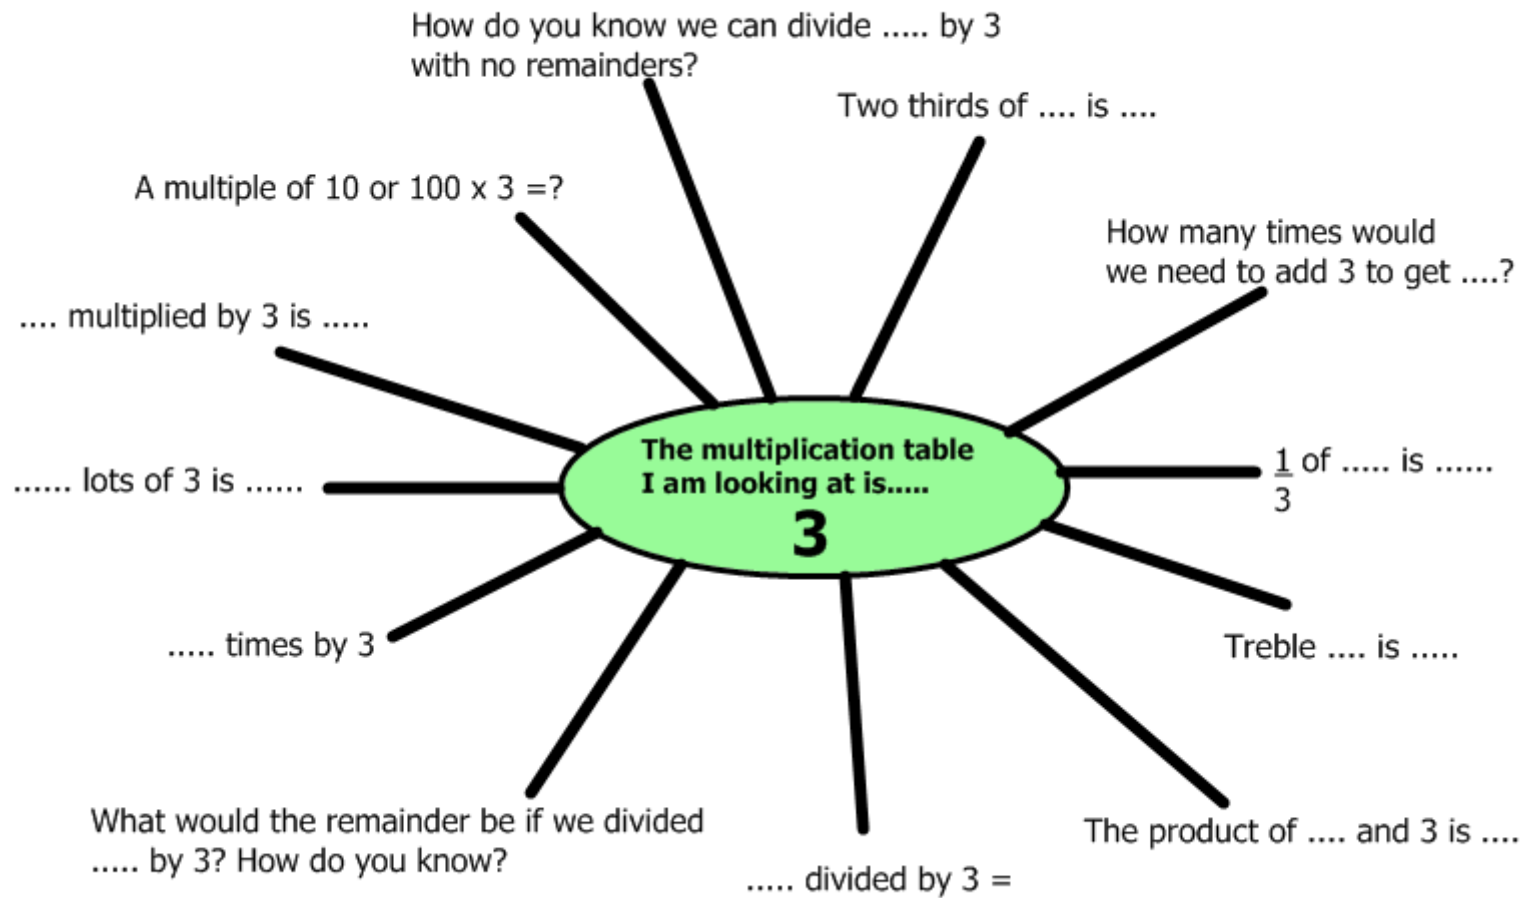 How do you know we can divide ..... by 3
with no remainders?
Two thirds of .... is ....
A multiple of 10 or 100 x 3 =?
How many times would
we need to add 3 to get ....?
.... multiplied by 3 is .....
The multiplication table
I am looking at is.....
3
1
3
of ..... is ......
...... lots of 3 is ......
..... times by 3
Treble .... is .....
What would the remainder be if we divided
..... by 3? How do you know?
The product of .... and 3 is ....
..... divided by 3 =